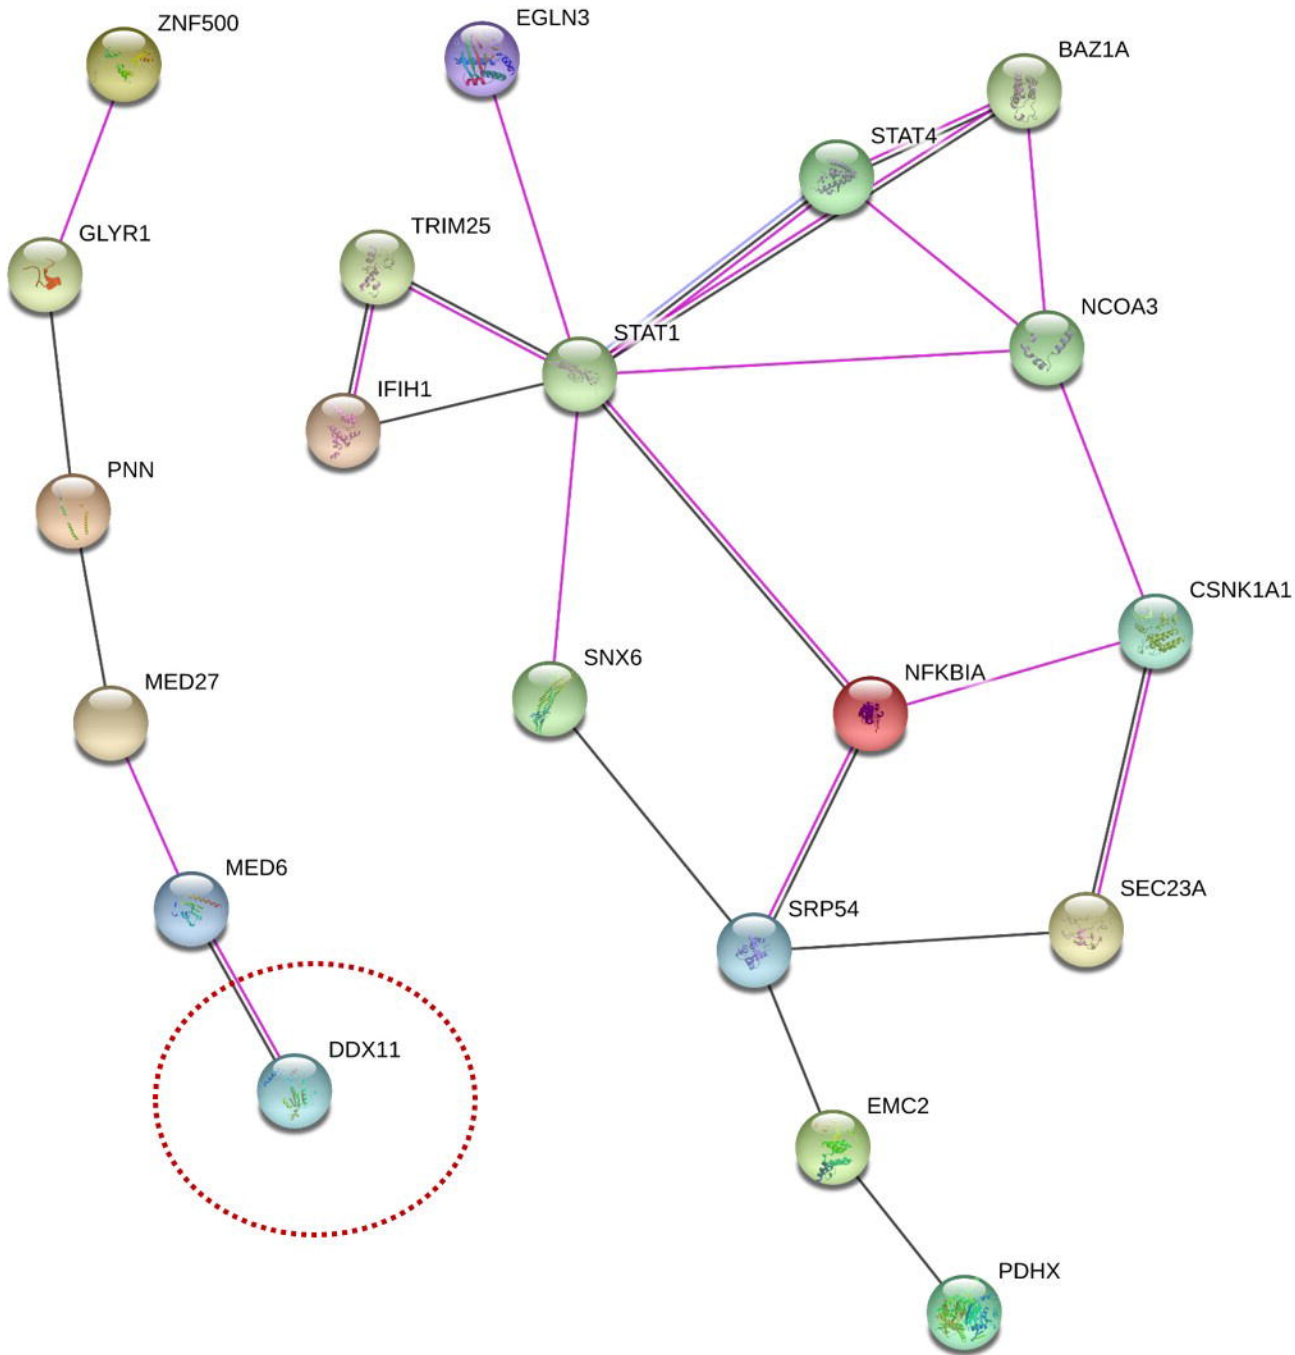 ZNF500
EGLN3
BAZ1A
STAT4
TRIM25
GLYR1
NCOA3
STAT1
IFIH1
PNN
CSNK1A1
SNX6
NFKBIA
MED27
MED6
SEC23A
SRP54
DDX11
EMC2
PDHX